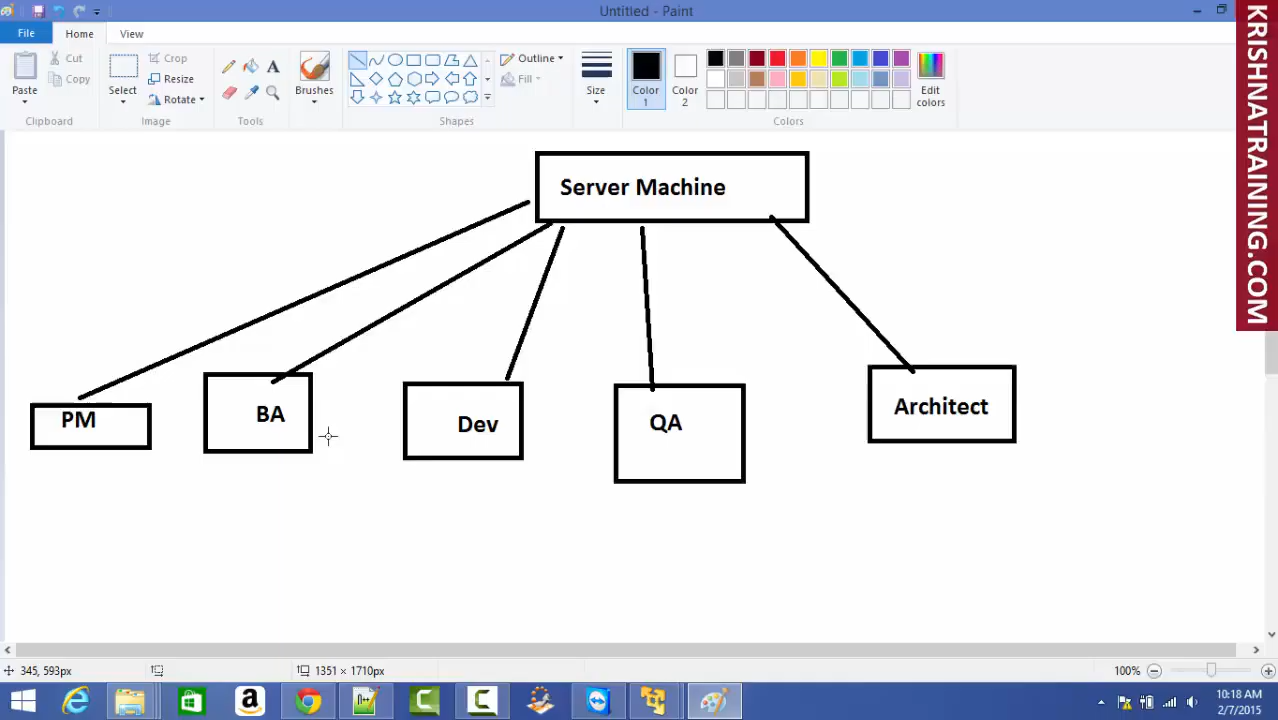 Untitled - Paint
File
Home
View
Paste
Cut
Copy
Clipboard
Select
Crop
Resize
Rotate
Image
A
Tools
Brushes
Outline
Fill
Shapes
Size
Color
1
Color
2
Edit
colors
Colors
KRISHNATRAINING.COM
Server Machine
PM
BA
Dev
QA
Architect
345, 593px
1351 × 1710px
100%
10:18 AM
2/7/2015